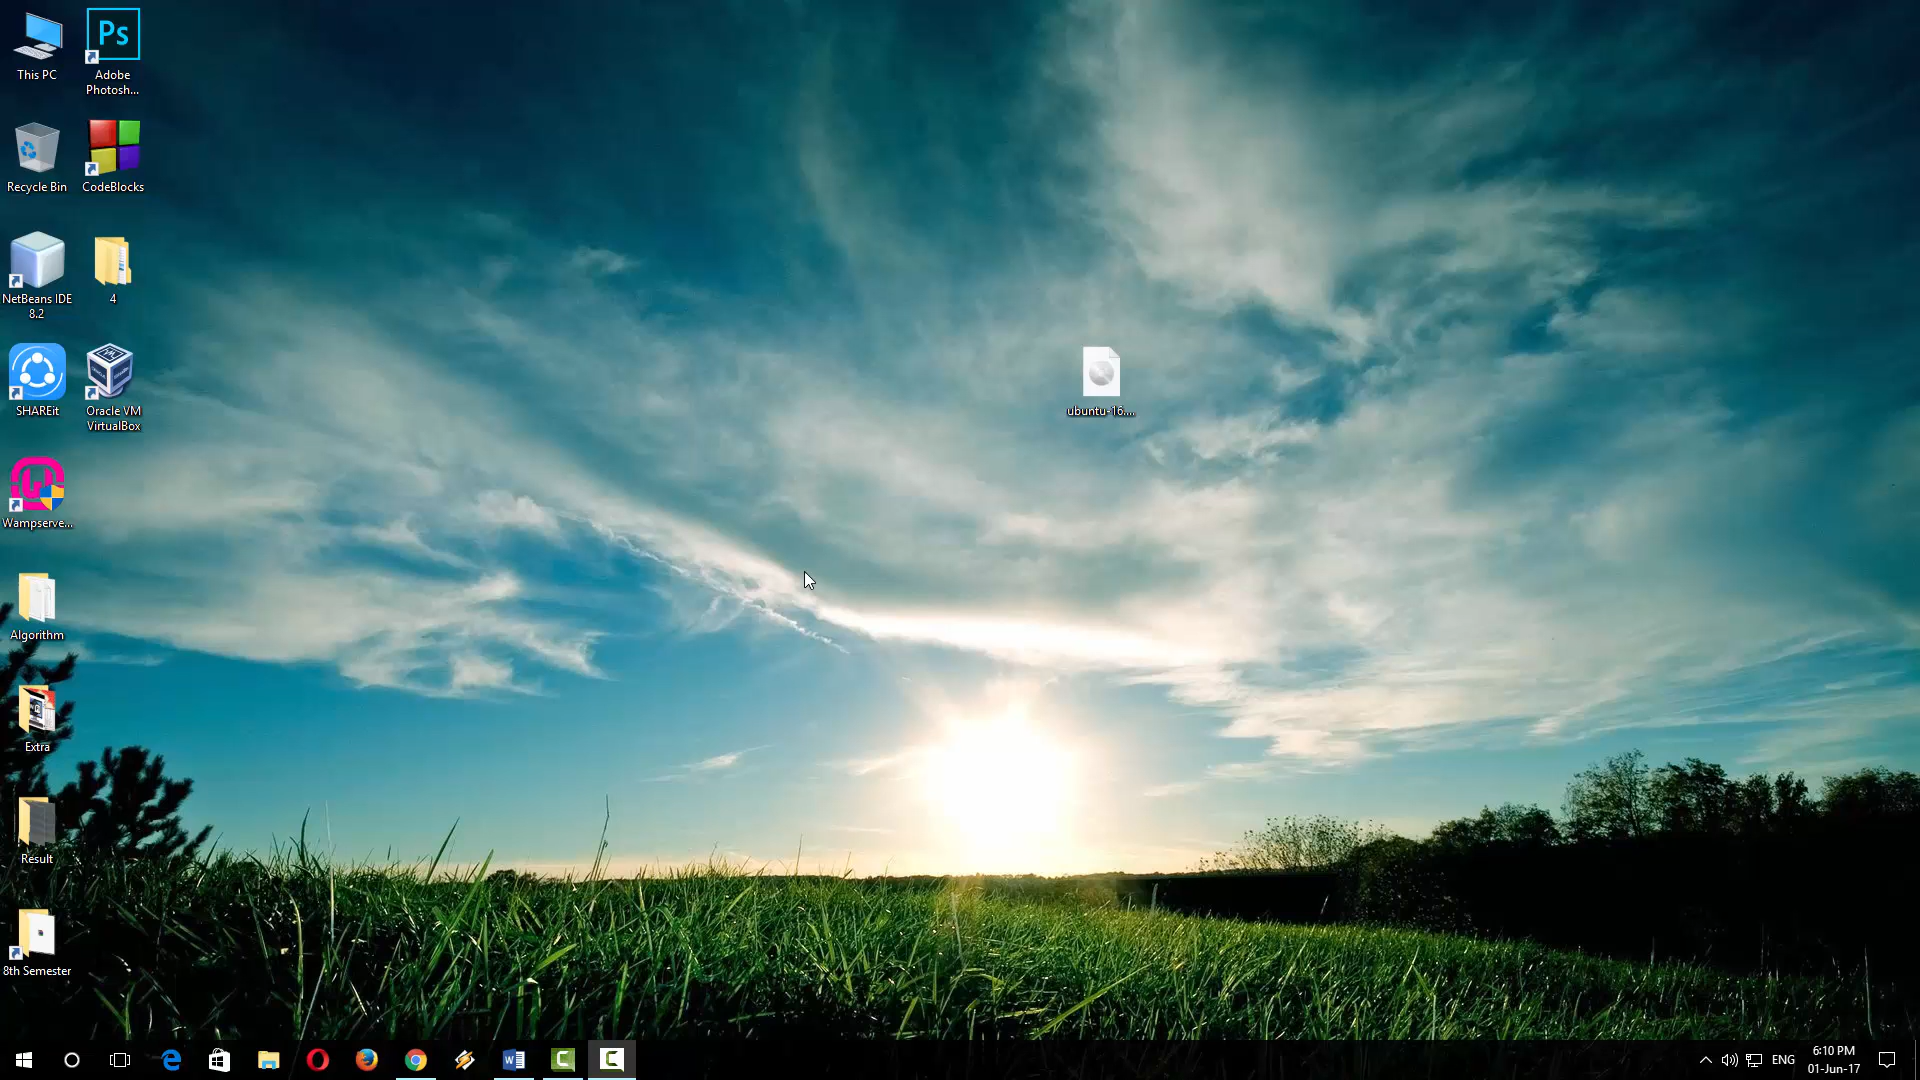 This PC
Ps
Adobe
Photosh...
Recycle Bin
CodeBlocks
NetBeans IDE
8.2
4
SHAREit
Oracle VM
VirtualBox
ubuntu-16....
Wampserve...
Algorithm
Extra
Result
8th Semester
ENG
6:10 PM
01-Jun-17